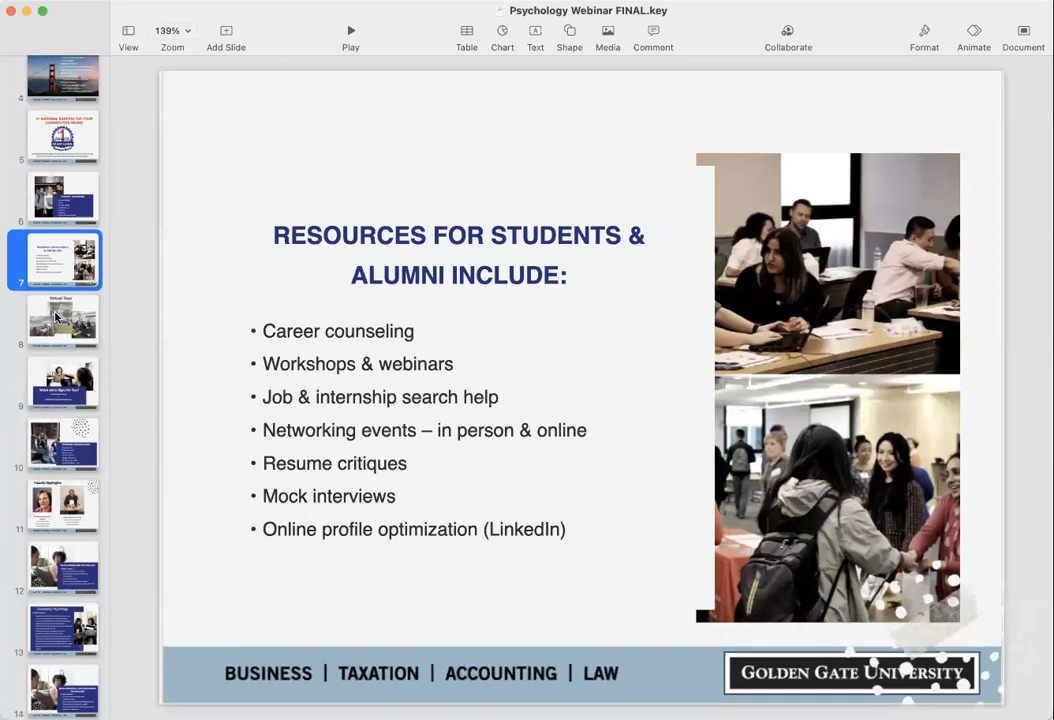 Psychology Webinar FINAL.key
139%
View
Zoom
Add Slide
Play
Table
Chart
Text
Shape
Media
Comment
Collaborate
Format
Animate
Document
4
5
6
7
Virtual Tour
8
9
10
11
12
13
14
RESOURCES FOR STUDENTS &
ALUMNI INCLUDE:
• Career counseling
• Workshops & webinars
• Job & internship search help
• Networking events – in person & online
• Resume critiques
• Mock interviews
• Online profile optimization (LinkedIn)
BUSINESS | TAXATION | ACCOUNTING | LAW
GOLDEN GATE UNIVERSITY